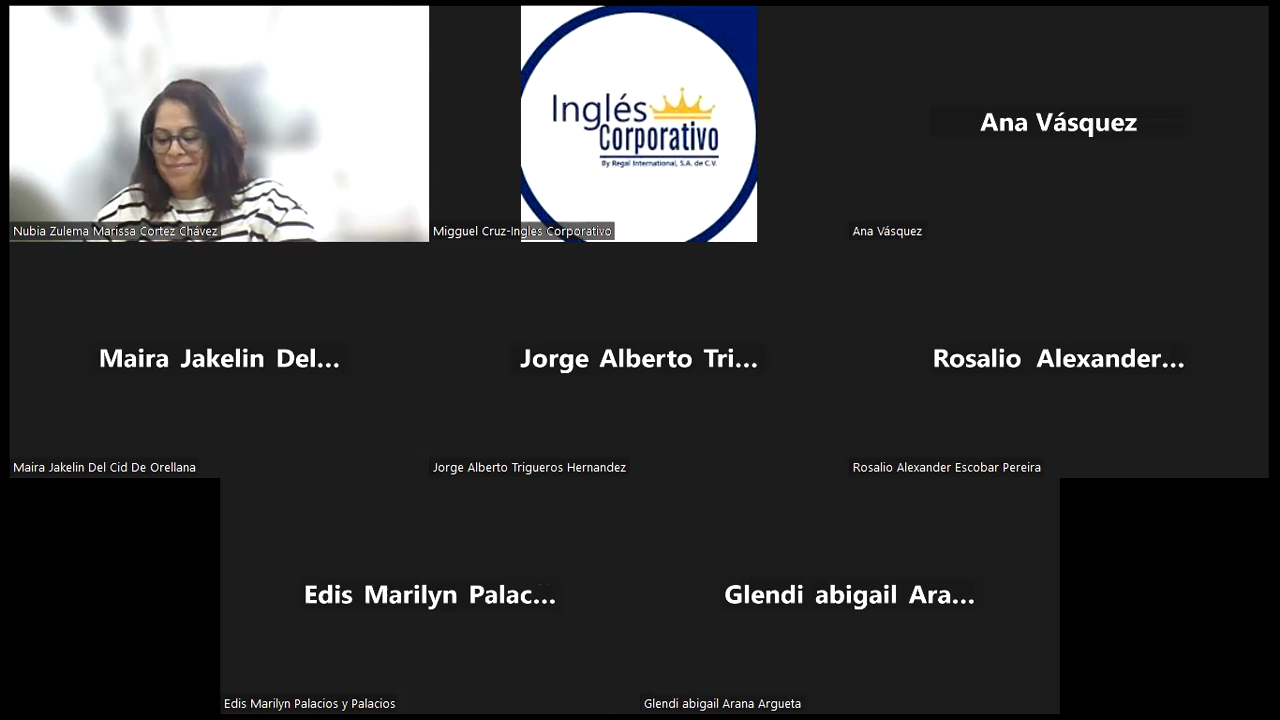 Nubia Zulema Marissa Cortez Chávez
Inglés
Corporativo
By Regal International, S.A. de C.V.
Migguel Cruz-Ingles Corporativo
Ana Vásquez
Ana Vásquez
Maira Jakelin Del...
Maira Jakelin Del Cid De Orellana
Jorge Alberto Tri...
Jorge Alberto Trigueros Hernandez
Rosalio Alexander...
Rosalio Alexander Escobar Pereira
Edis Marilyn Palac...
Edis Marilyn Palacios y Palacios
Glendi abigail Ara...
Glendi abigail Arana Argueta